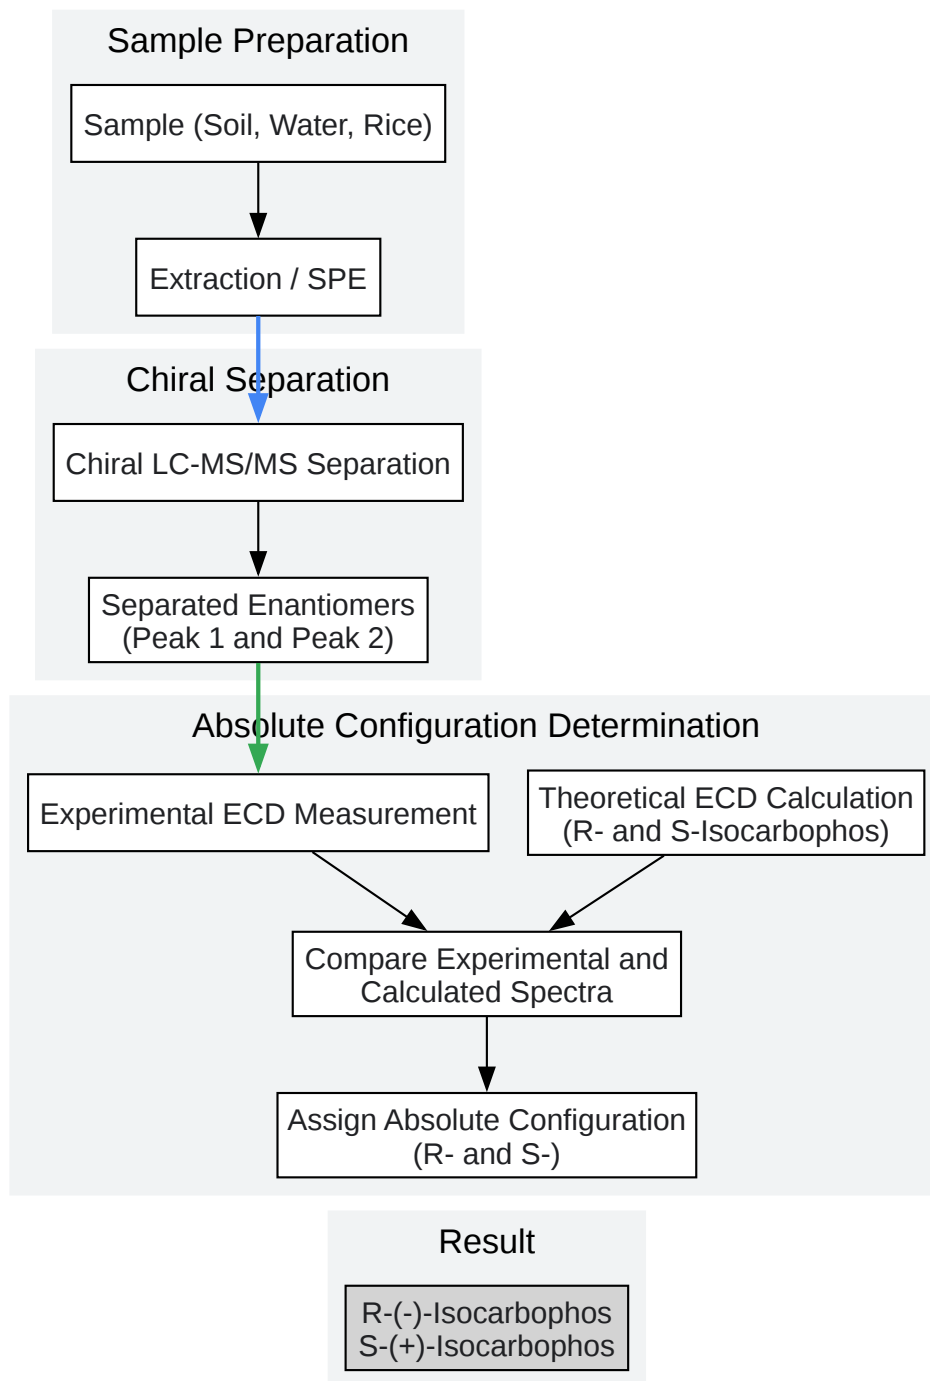 Sample Preparation
Sample (Soil, Water, Rice)
Extraction / SPE
Chiral Separation
Chiral LC-MS/MS Separation
Separated Enantiomers
(Peak 1 and Peak 2)
Absolute Configuration Determination
Experimental ECD Measurement
Theoretical ECD Calculation
(R- and S-Isocarbophos)
Compare Experimental and
Calculated Spectra
Assign Absolute Configuration
(R- and S-)
Result
R-(-)-Isocarbophos
S-(+)-Isocarbophos